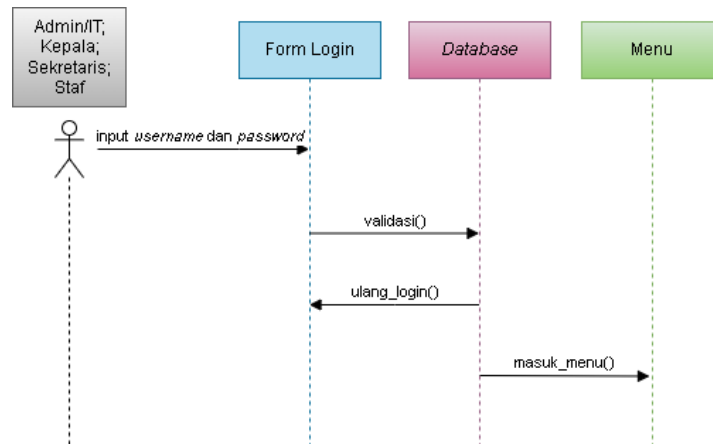 Admin/IT;
Kepala;
Sekretaris;
Staf
Form Login
Database
Menu
input username dan password
validasi()
ulang_login()
masuk_menu()